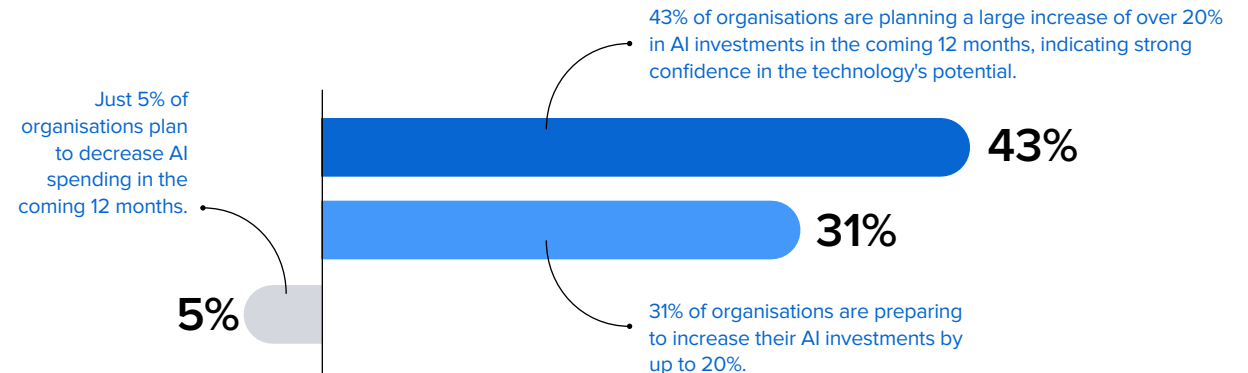 43% of organisations are planning a large increase of over 20%
in AI investments in the coming 12 months, indicating strong
confidence in the technology's potential.
Just 5% of
organisations plan
to decrease AI
spending in the
coming 12 months.
43%
31%
5%
31% of organisations are preparing
to increase their AI investments by
up to 20%.